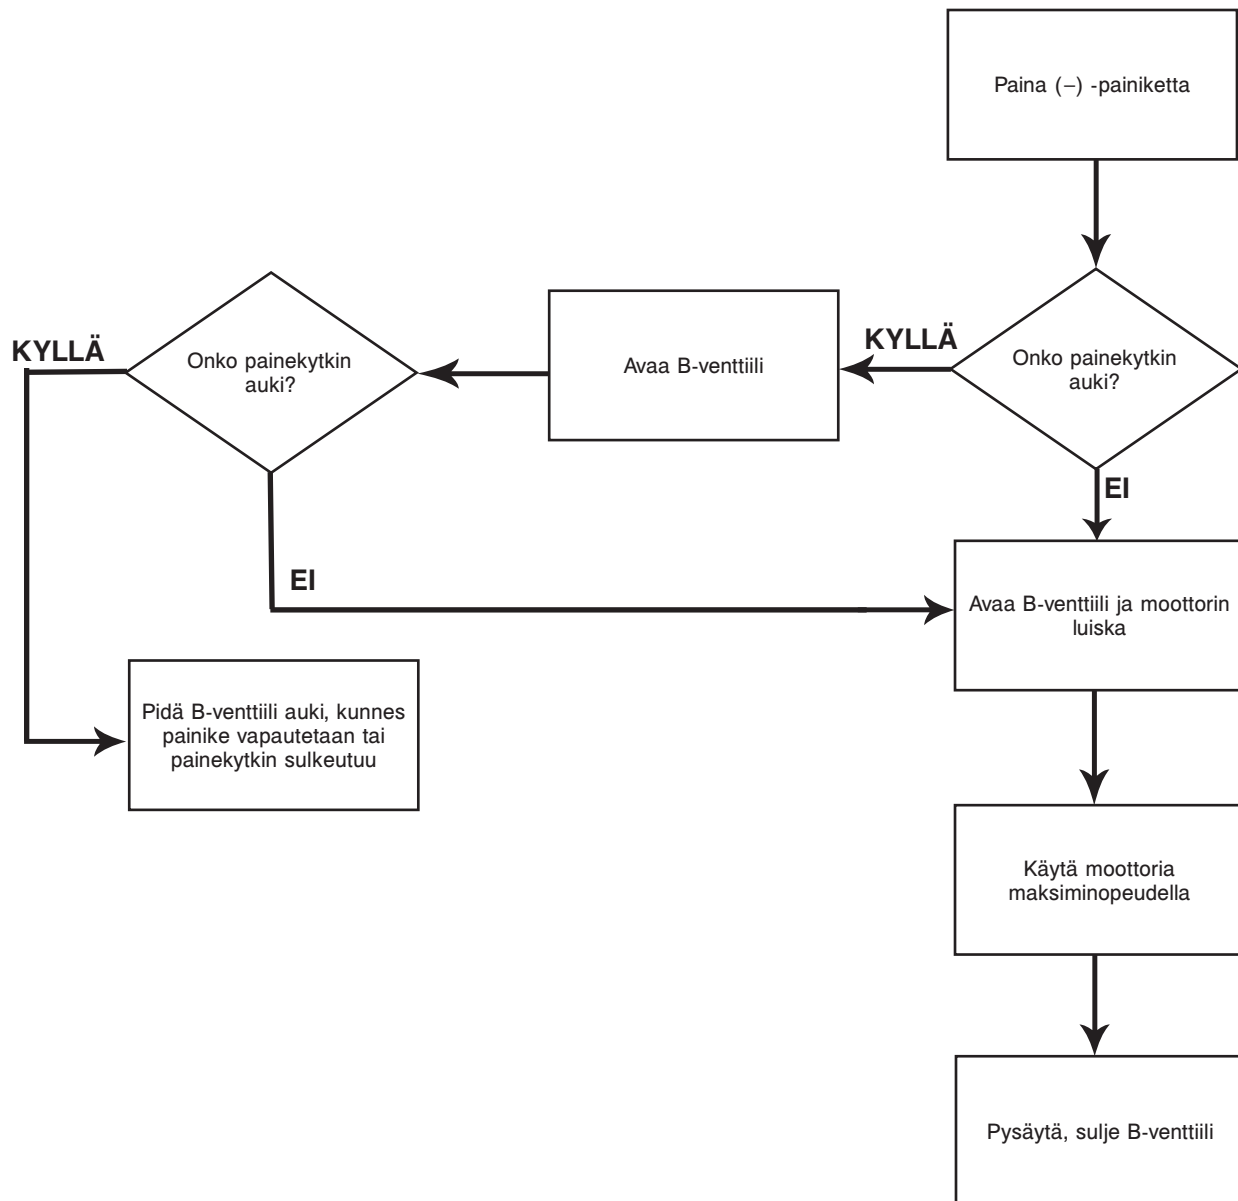 Paina (–) -painiketta
KYLLÄ
Onko painekytkin
auki?
Avaa B-venttiili
KYLLÄ
Onko painekytkin
auki?
EI
EI
Avaa B-venttiili ja moottorin
luiska
Pidä B-venttiili auki, kunnes
painike vapautetaan tai
painekytkin sulkeutuu
Käytä moottoria
maksiminopeudella
Pysäytä, sulje B-venttiili